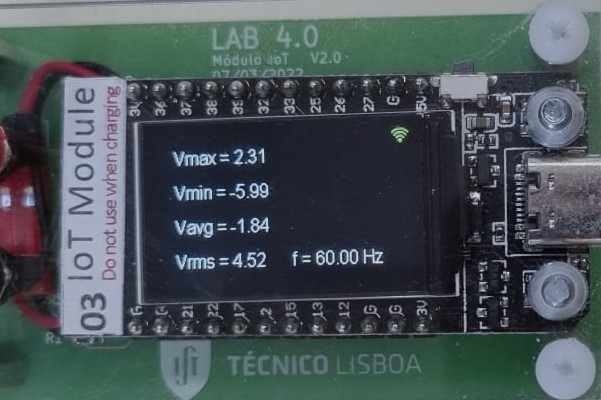 LAB 4.0
Módulo IoT V2.0
07/03/2022
3V 36 37 38 39 32 33 25 26 27 G 5V
03 IoT Module
Do not use when charging
Vmax = 2.31
Vmin = -5.99
Vavg = -1.84
Vrms = 4.52 f = 60.00 Hz
21 22 17 2 15 13 12 G G 3V
TÉCNICO LISBOA